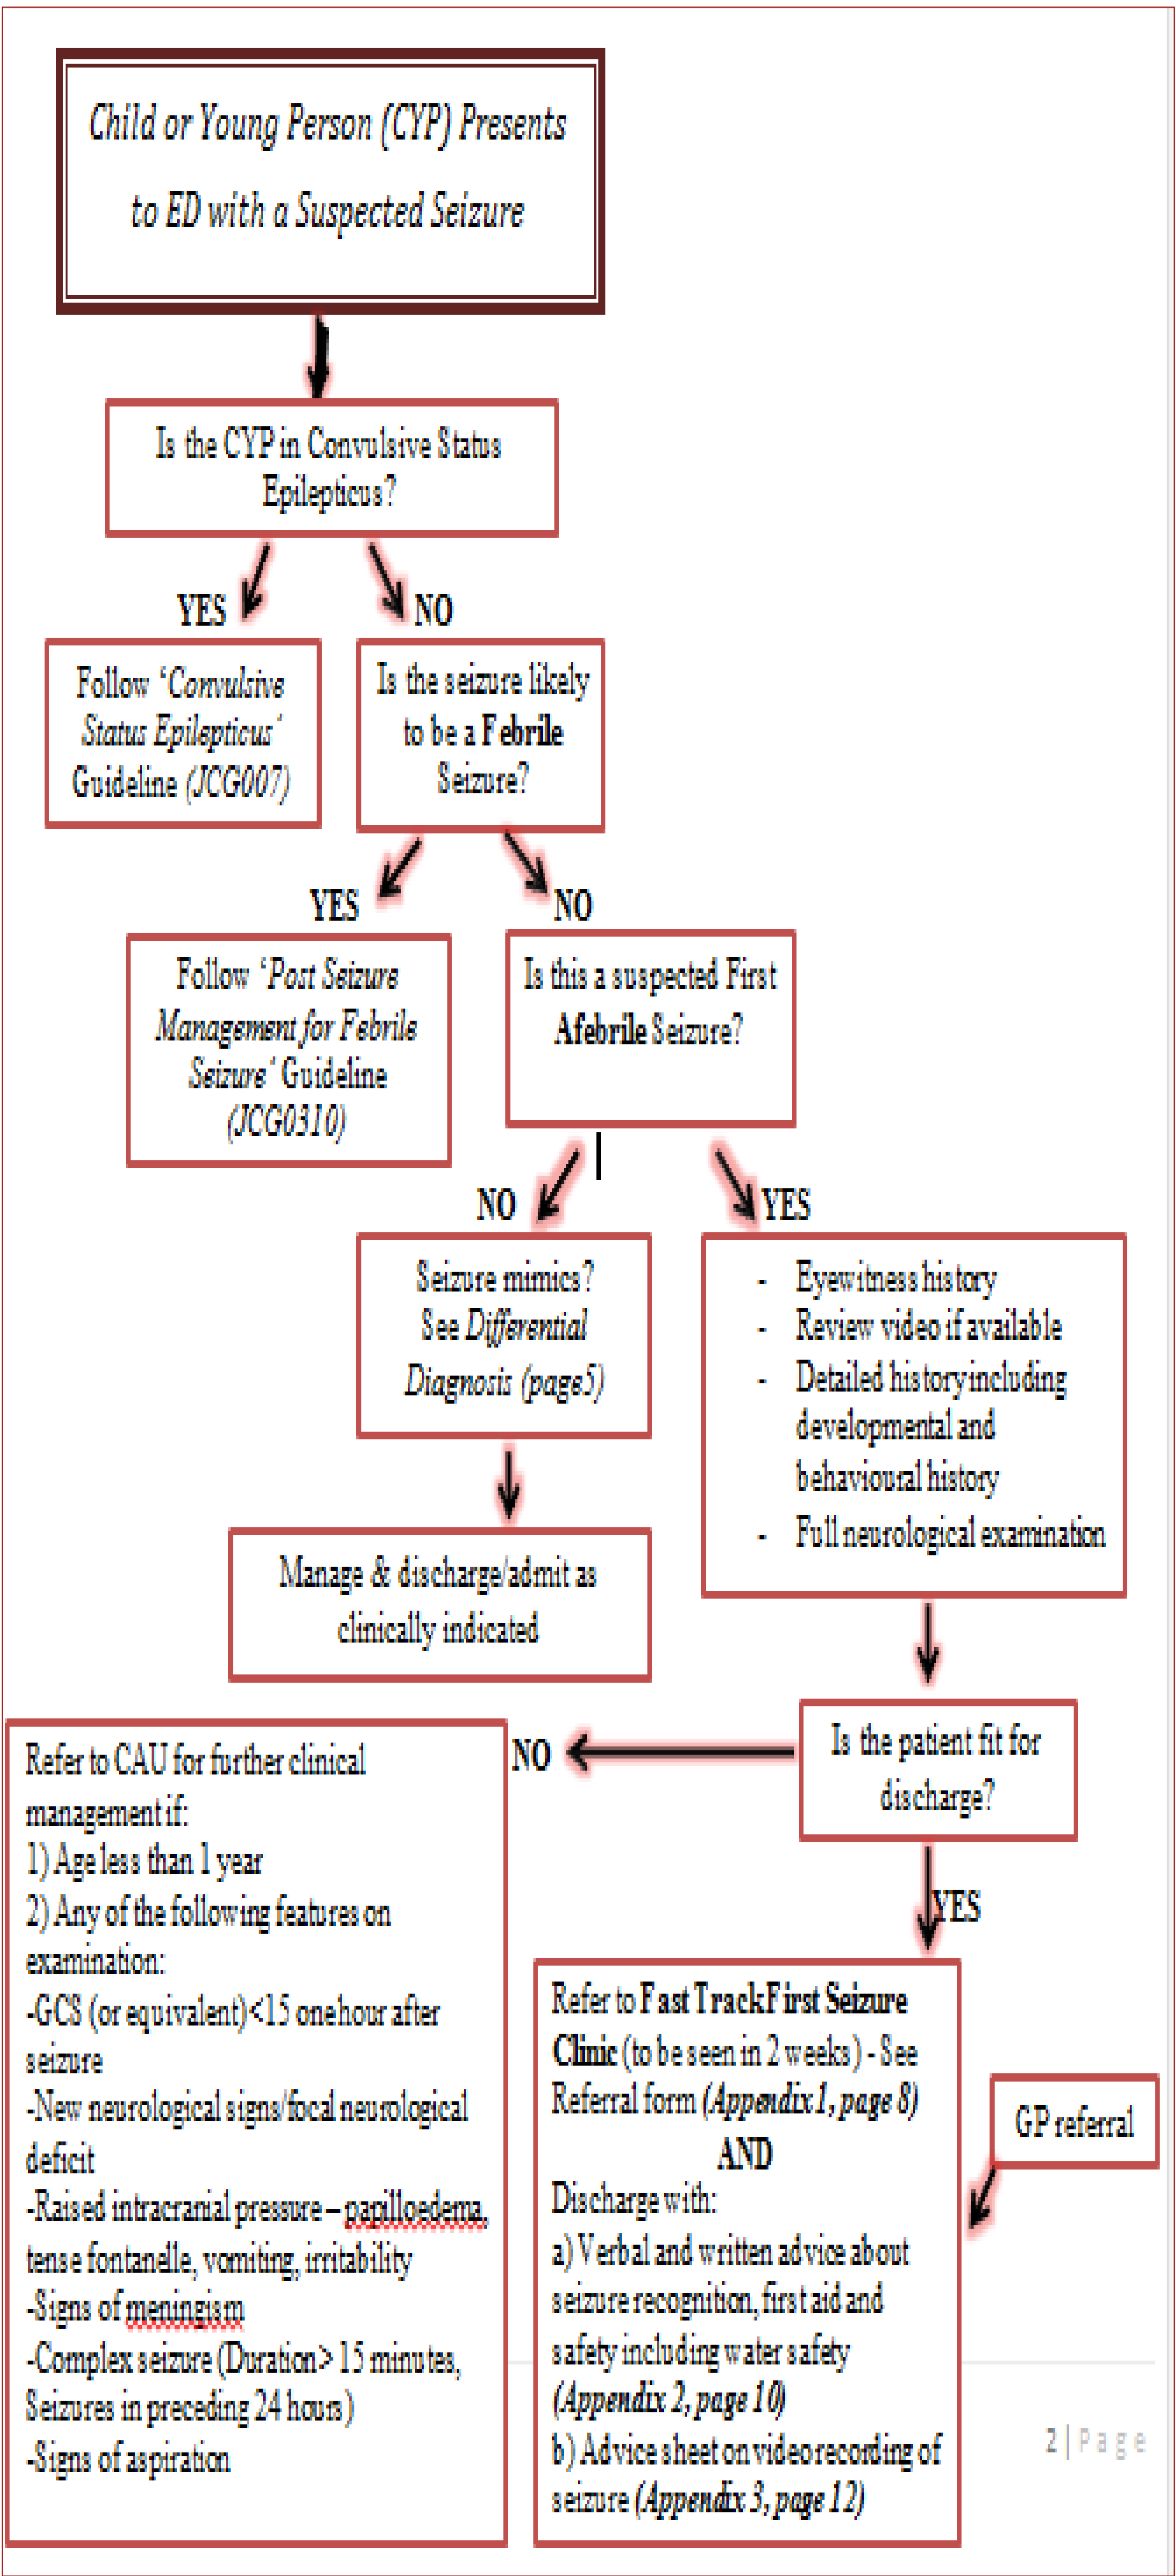 Child or Young Person (CYP) Presents
to ED with a Suspected Seizure
Is the CYP in Convulsive Status
Epilepticus?
YES
NO
Follow ‘Convulsive
Status Epilepticus’
Guideline (JCG007)
Is the seizure likely
to be a Febrile
Seizure?
YES
NO
Follow ‘Post Seizure
Management for Febrile
Seizure’ Guideline
(JCG0310)
Is this a suspected First
Afebrile Seizure?
NO
YES
Seizure mimics?
See Differential
Diagnosis (page5)
- Eyewitness history
- Review video if available
- Detailed history including
developmental and
behavioural history
- Full neurological examination
Manage & discharge/admit as
clinically indicated
Is the patient fit for
discharge?
NO
YES
Refer to CAU for further clinical
management if:
1) Age less than 1 year
2) Any of the following features on
examination:
-GCS (or equivalent)<15 one hour after
seizure
-New neurological signs/focal neurological
deficit
-Raised intracranial pressure – papilloedema,
tense fontanelle, vomiting, irritability
-Signs of meningism
-Complex seizure (Duration> 15 minutes,
Seizures in preceding 24 hours)
-Signs of aspiration
Refer to Fast Track First Seizure
Clinic (to be seen in 2 weeks) - See
Referral form (Appendix 1, page 8)
AND
Discharge with:
a) Verbal and written advice about
seizure recognition, first aid and
safety including water safety
(Appendix 2, page 10)
b) Advice sheet on video recording of
seizure (Appendix 3, page 12)
GP referral
2 | Page